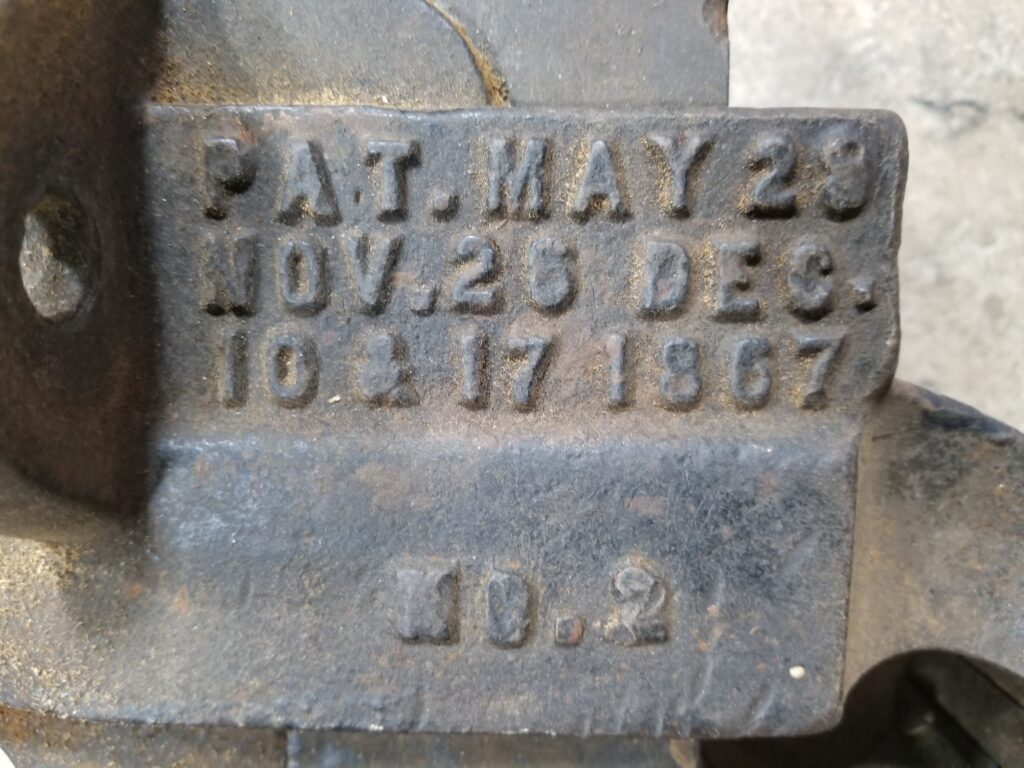 PAT. MAY 28
NOV. 26 DEC.
10 & 17 1867
NO. 2